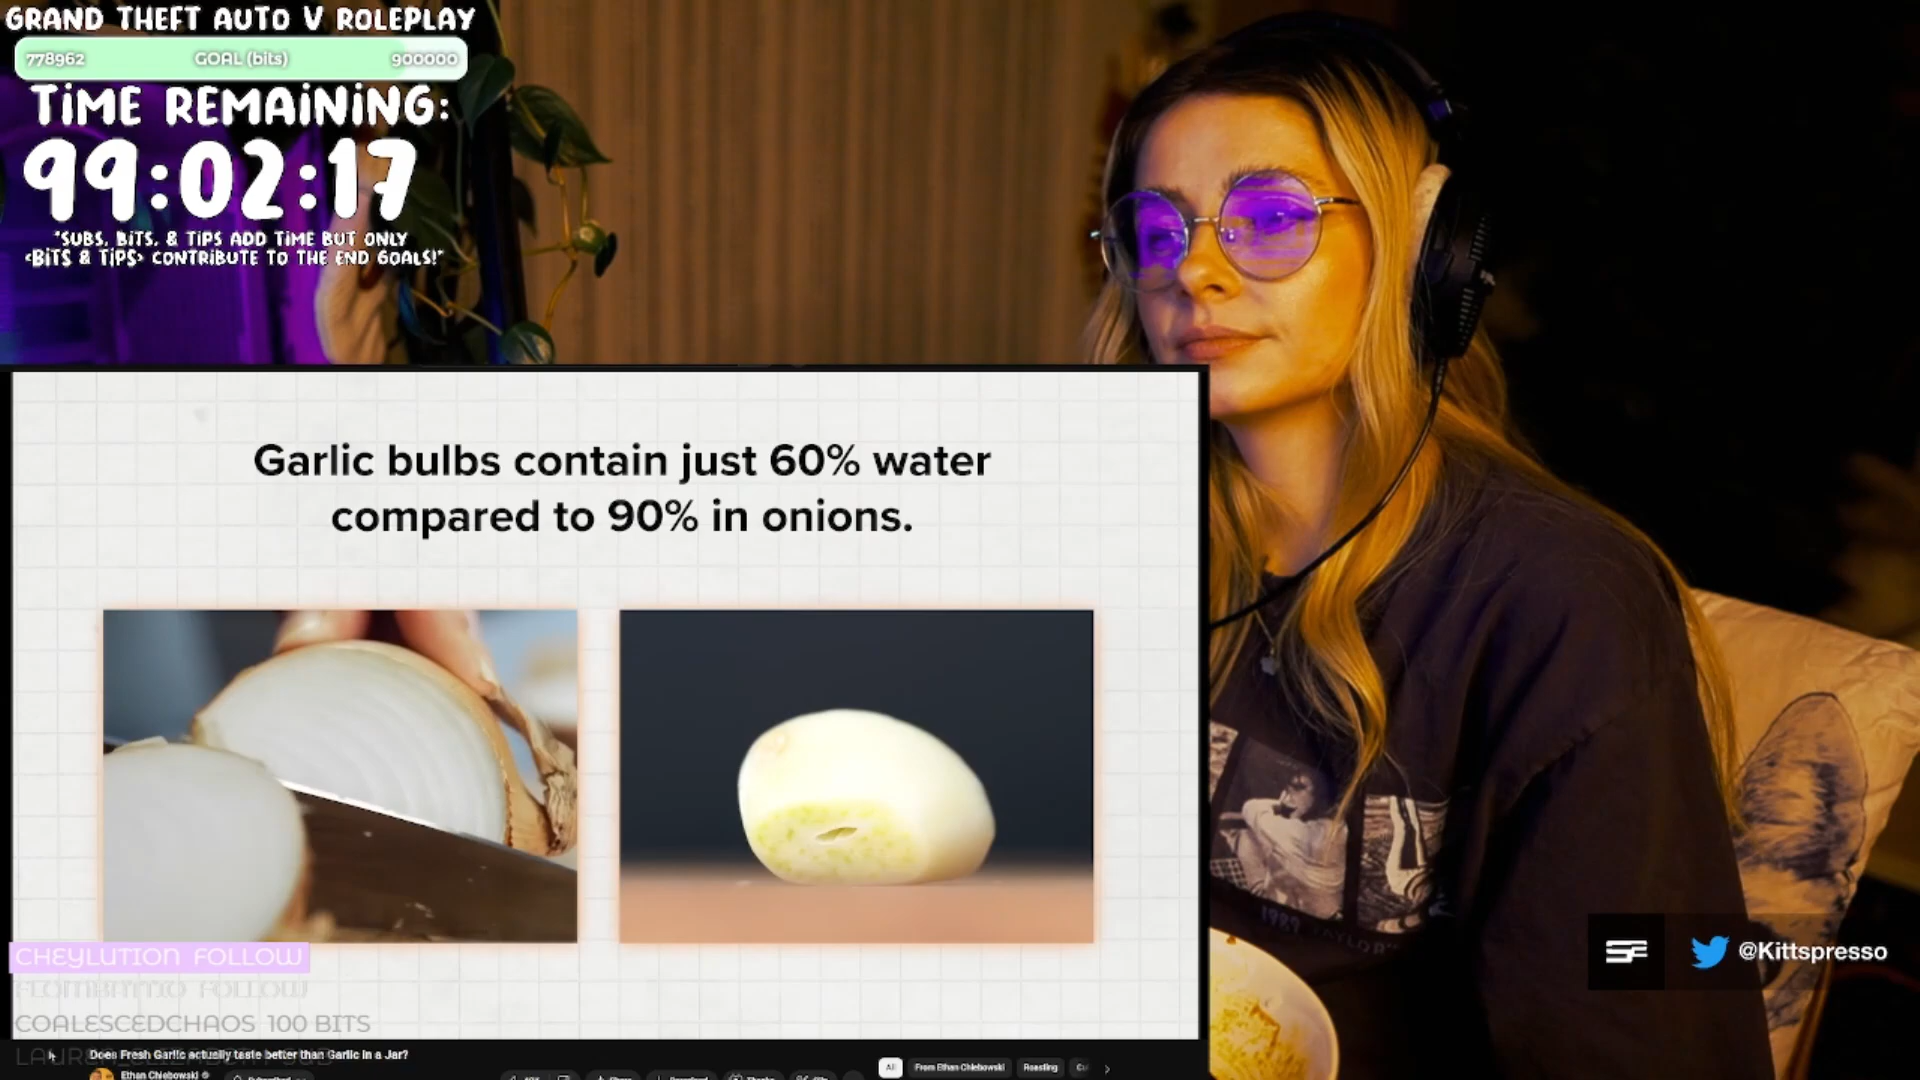 GRAND THEFT AUTO V ROLEPLAY
778962 GOAL (bits) 900000
TiME REMAiNiNG:
99:02:17
*SUBS, BiTS, & TiPS ADD TiME BUT ONLY
<BiTS & TiPS> CONTRiBUTE TO THE END GOALS!*
Garlic bulbs contain just 60% water
compared to 90% in onions.
1989 TAYLOR
CHEYLUTION FOLLOW
COALESCEDCHAOS 100 BITS
Does Fresh Garlic actually taste better than Garlic in a Jar?
Ethan Chlebowski
All From Ethan Chlebowski Roasting
SF @Kittspresso